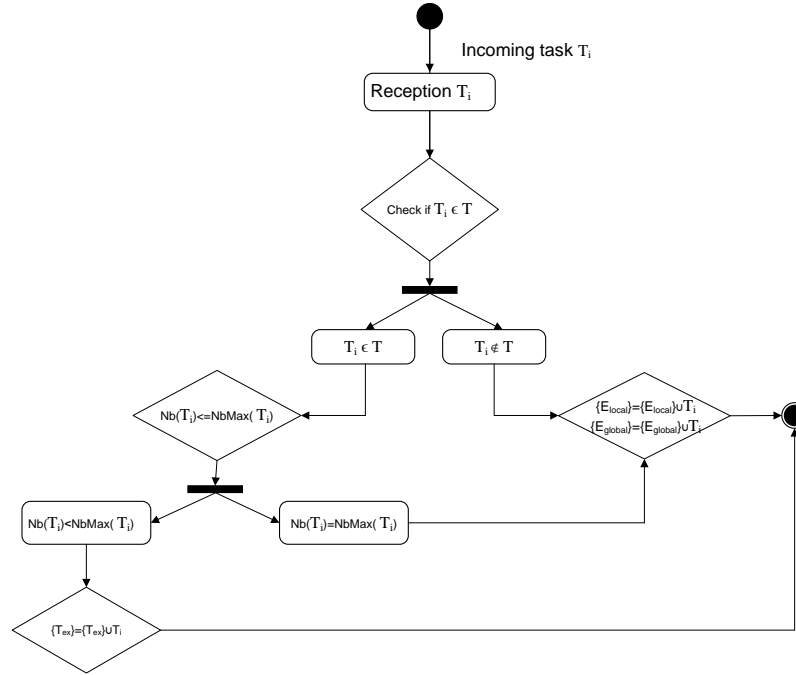 Incoming task Tᵢ
Reception Tᵢ
Check if Tᵢ ϵ T
Tᵢ ϵ T
Tᵢ ∉ T
Nb(Tᵢ)<=NbMax( Tᵢ)
{E_local}={E_local}∪Tᵢ
{E_global}={E_global}∪Tᵢ
Nb(Tᵢ)<NbMax( Tᵢ)
Nb(Tᵢ)=NbMax( Tᵢ)
{T_ex}={T_ex}∪Tᵢ